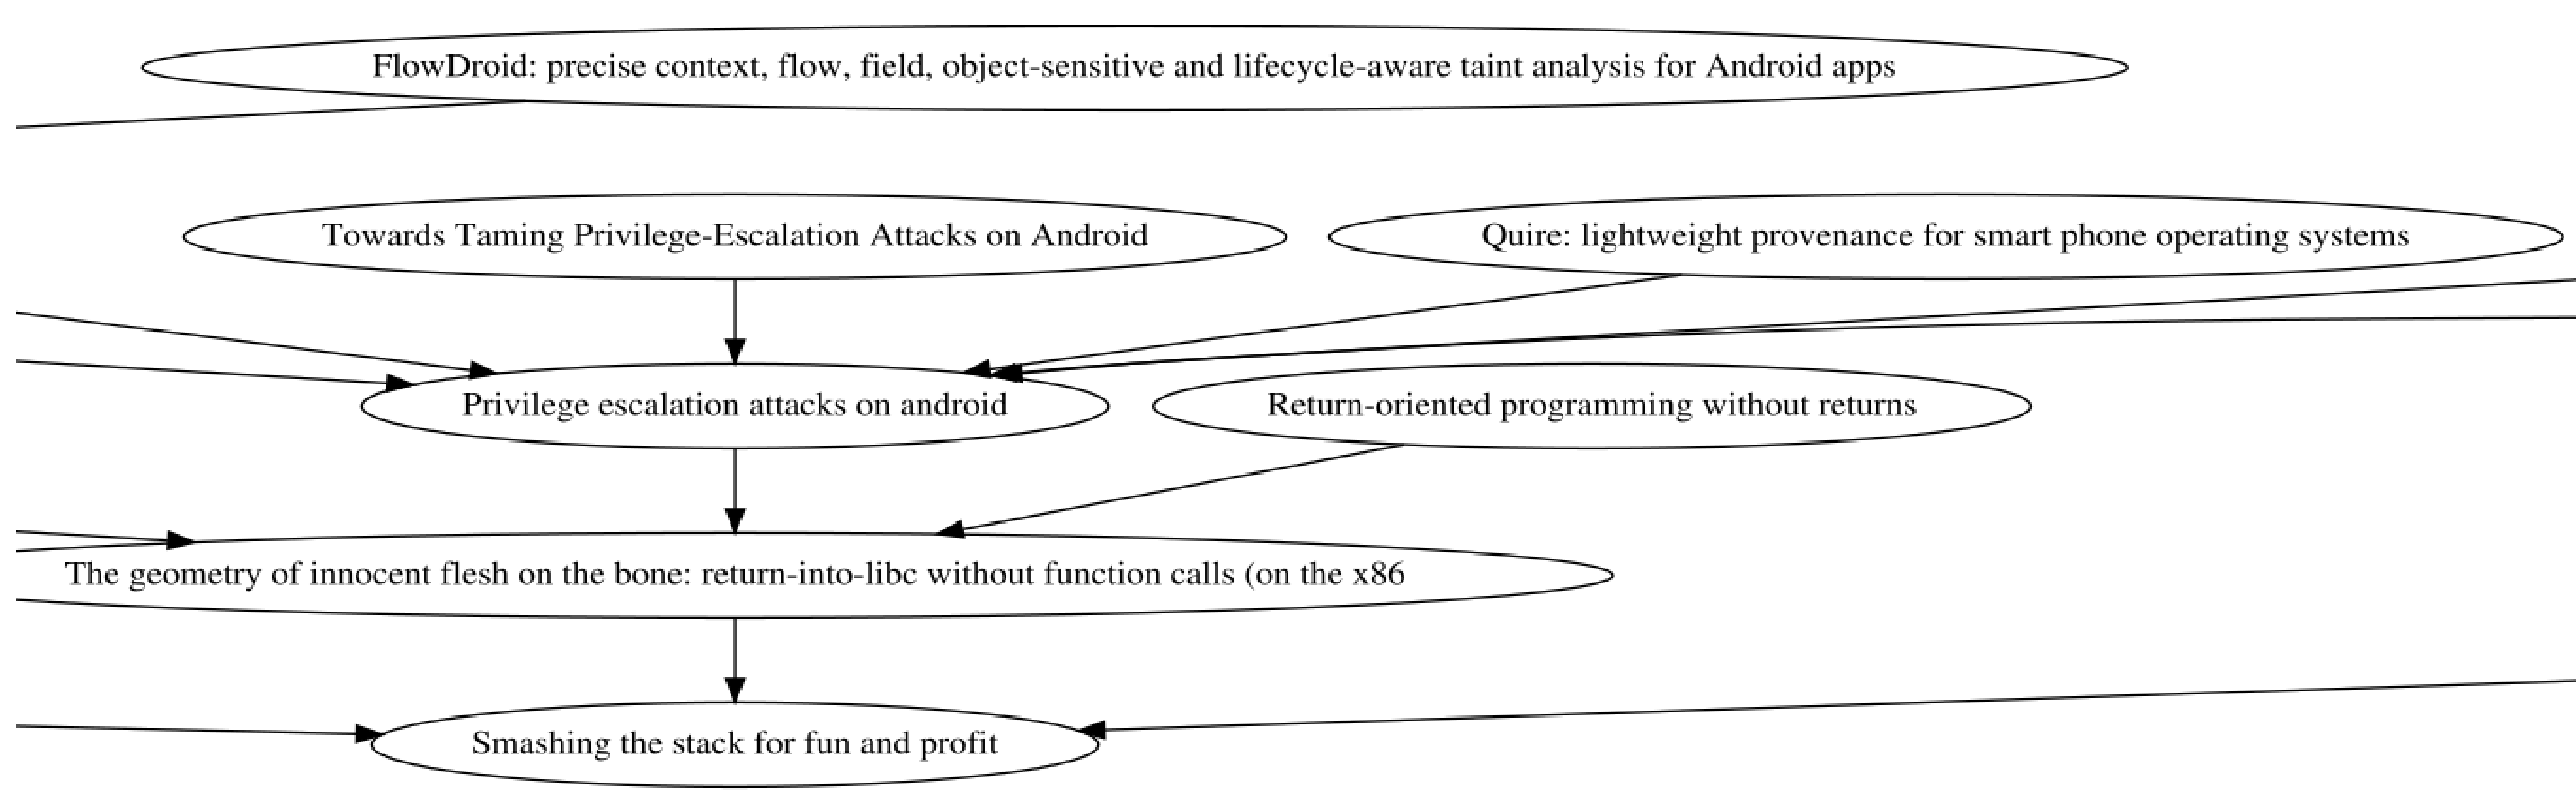 FlowDroid: precise context, flow, field, object-sensitive and lifecycle-aware taint analysis for Android apps
Towards Taming Privilege-Escalation Attacks on Android
Quire: lightweight provenance for smart phone operating systems
Privilege escalation attacks on android
Return-oriented programming without returns
The geometry of innocent flesh on the bone: return-into-libc without function calls (on the x86
Smashing the stack for fun and profit